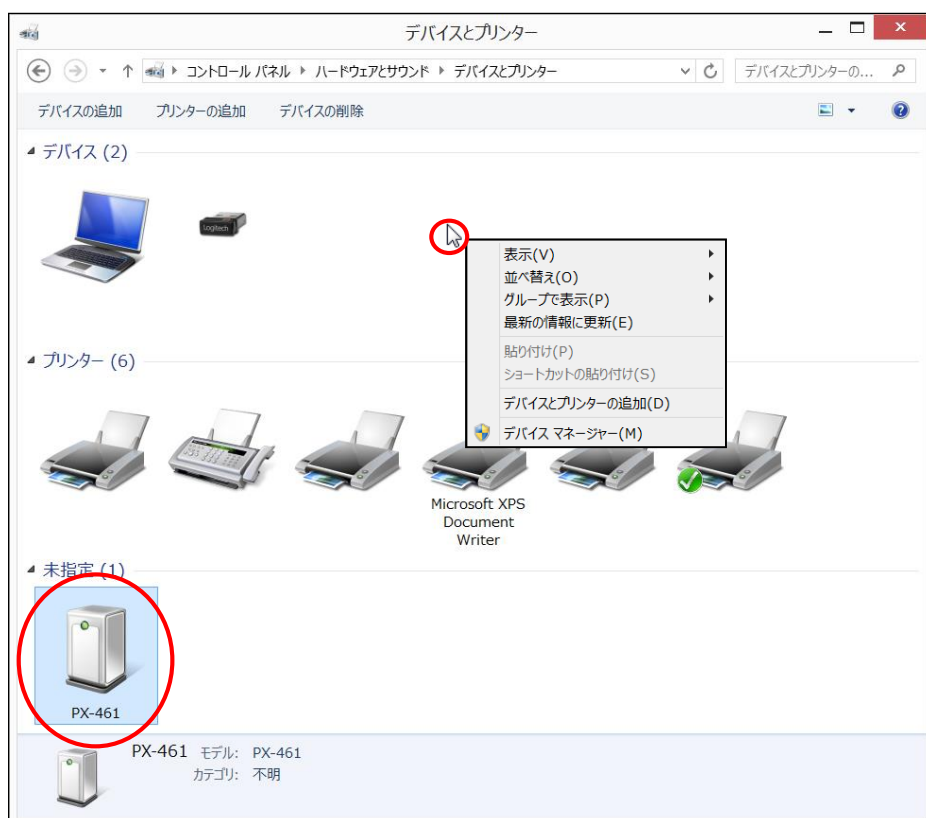 デバイスとプリンター
コントロール パネル ハードウェアとサウンド デバイスとプリンター デバイスとプリンターの...
デバイスの追加 プリンターの追加 デバイスの削除
デバイス (2)
Logitech
表示(V)
並べ替え(O)
グループで表示(P)
最新の情報に更新(E)
貼り付け(P)
ショートカットの貼り付け(S)
デバイスとプリンターの追加(D)
デバイス マネージャー(M)
プリンター (6)
Microsoft XPS
Document
Writer
未指定 (1)
PX-461
PX-461 モデル: PX-461
カテゴリ: 不明